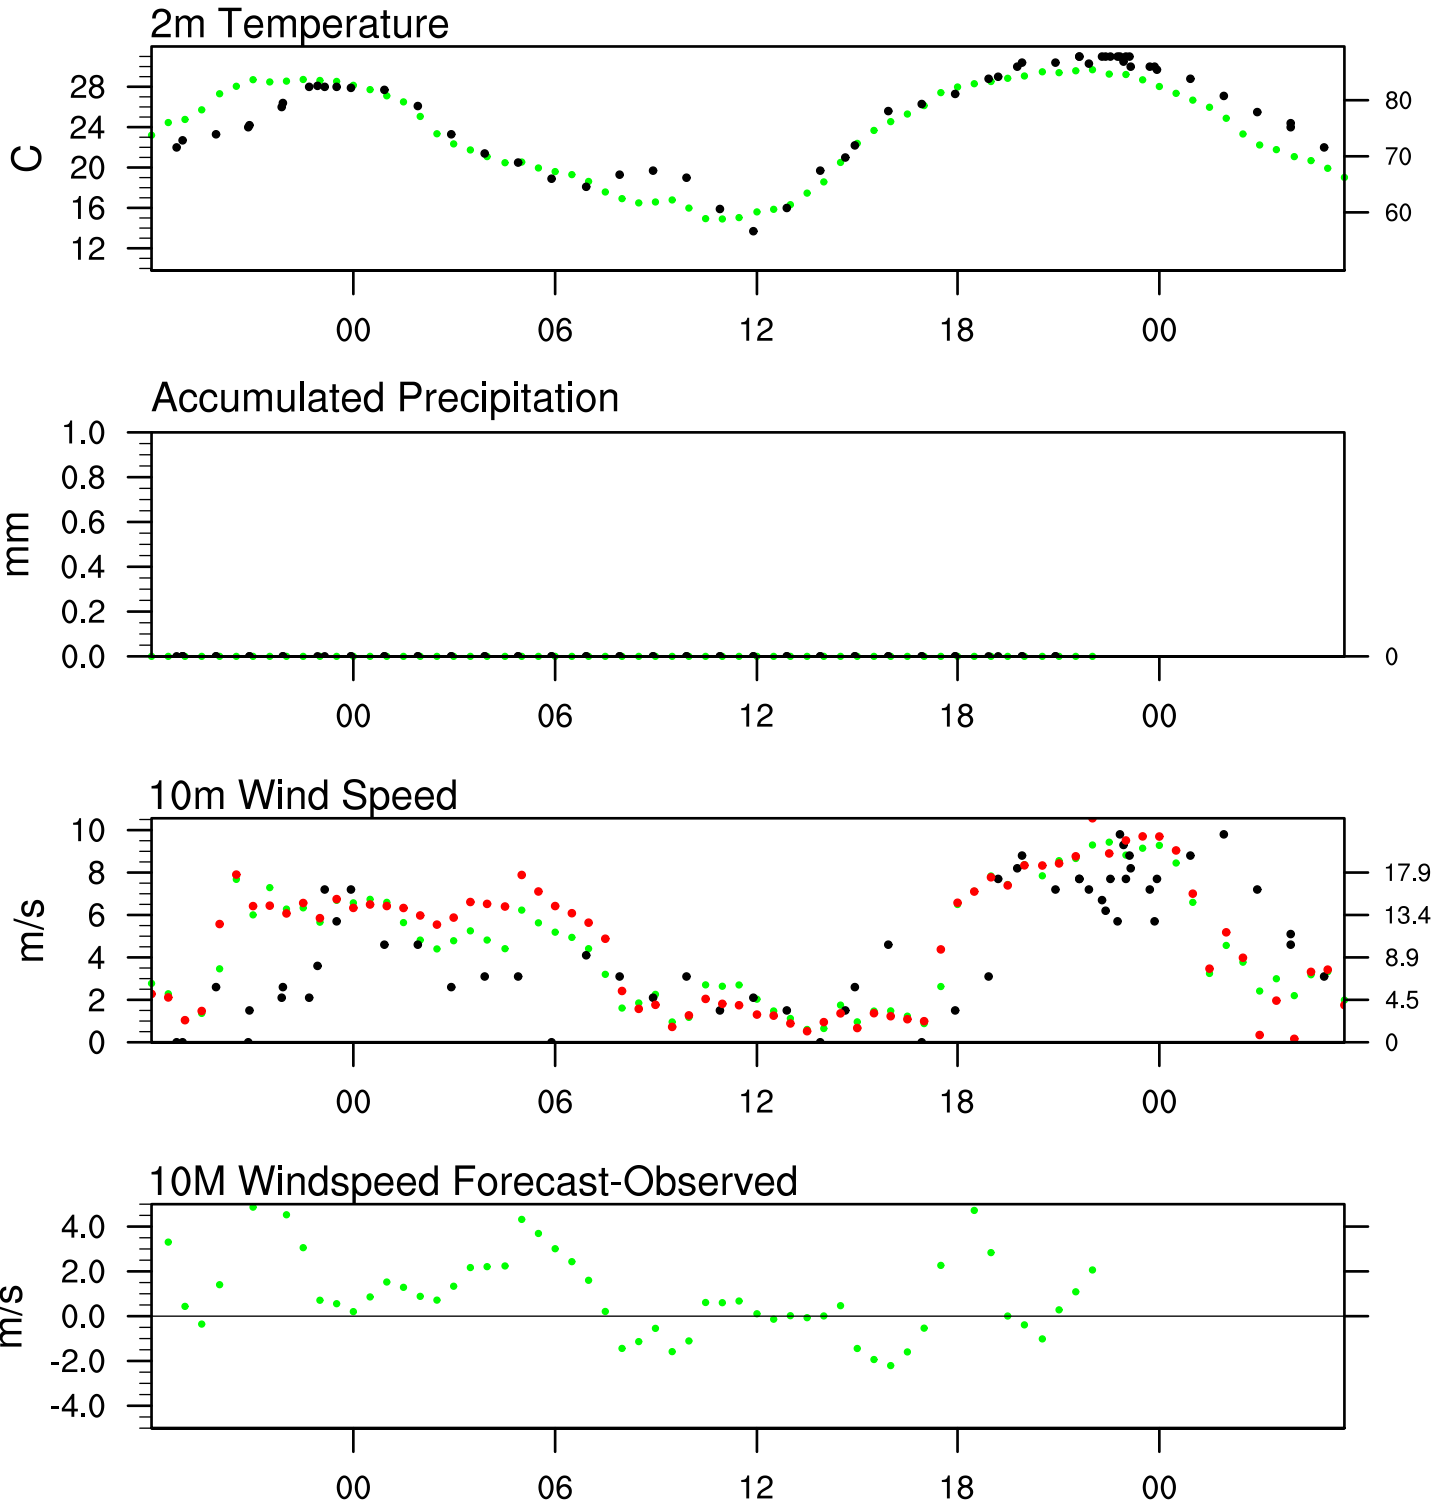 2m Temperature
28
24
20
16
12
C
80
70
60
00 06 12 18 00
Accumulated Precipitation
1.0
0.8
0.6
0.4
0.2
0.0
mm
0
00 06 12 18 00
10m Wind Speed
10
8
6
4
2
0
m/s
17.9
13.4
8.9
4.5
0
00 06 12 18 00
10M Windspeed Forecast-Observed
4.0
2.0
0.0
-2.0
-4.0
m/s
00 06 12 18 00